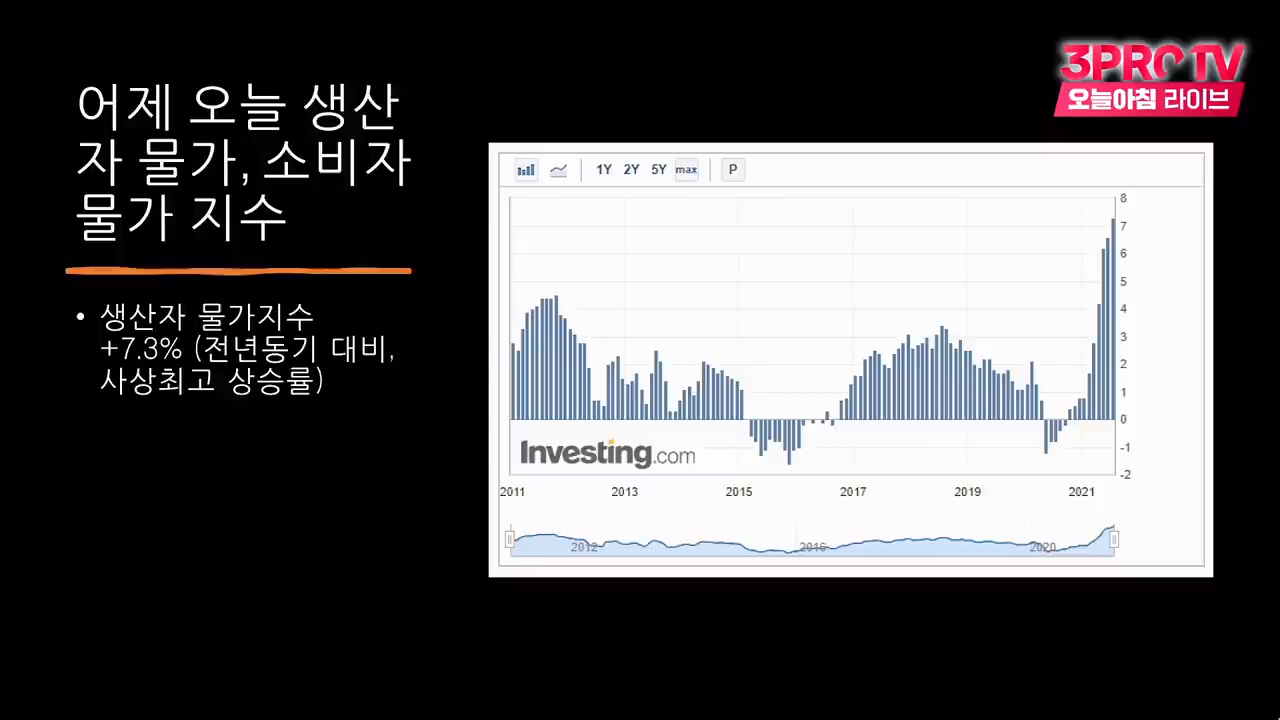 3PROTV
오늘아침 라이브
어제 오늘 생산
자 물가, 소비자
물가 지수
• 생산자 물가지수
+7.3% (전년동기 대비,
사상최고 상승률)
1Y 2Y 5Y max P
8
7
6
5
4
3
2
1
0
-1
-2
Investing.com
2011 2013 2015 2017 2019 2021
2012 2016 2020